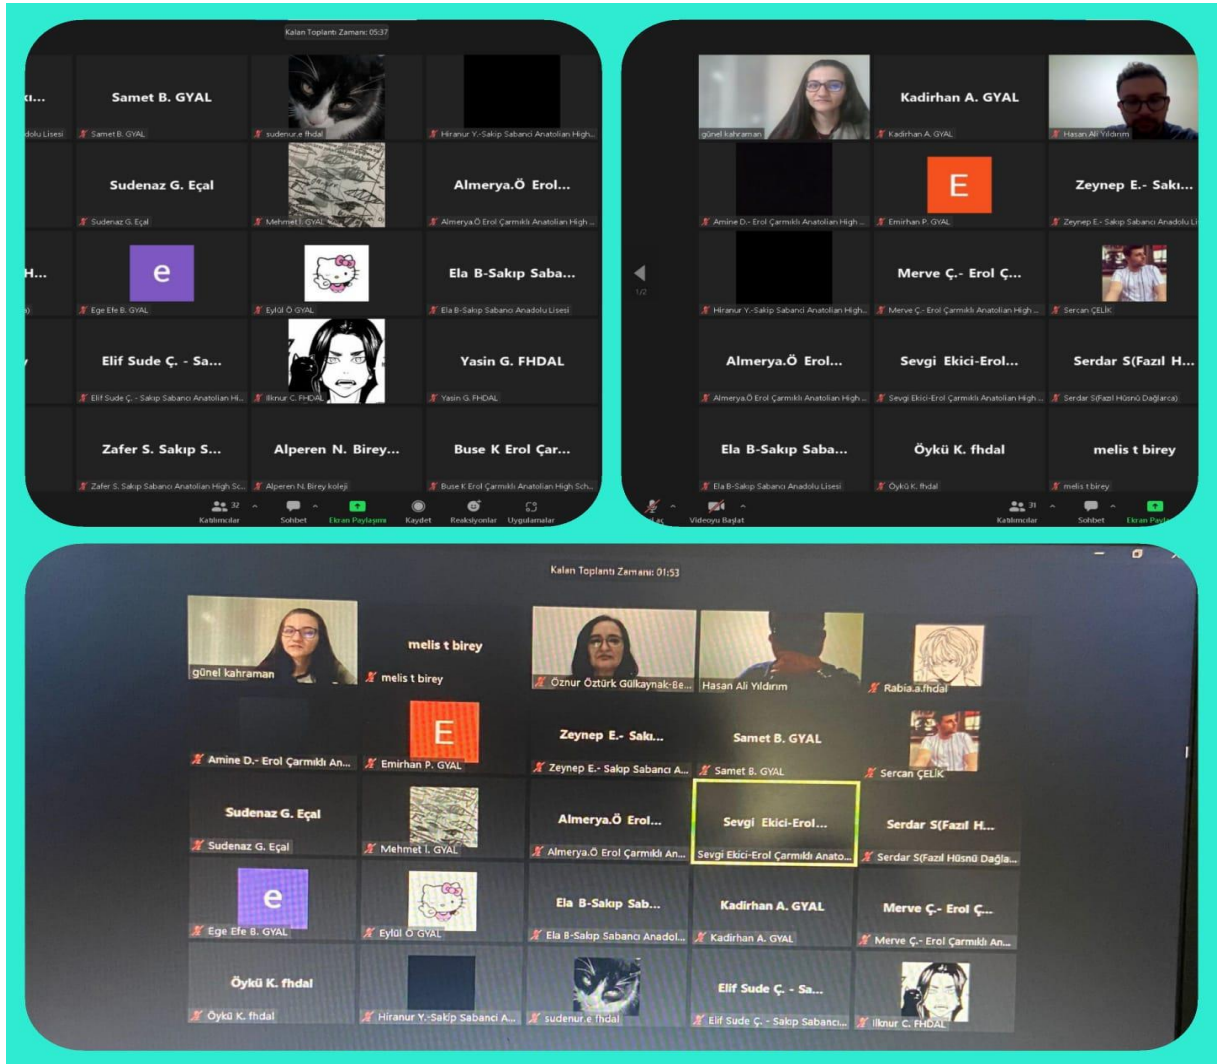 Kalan Toplantı Zamanı: 05:37
Samet B. GYAL
dolu Lisesi
Samet B. GYAL
sudenur.e fhdal
Hiranur Y.-Sakip Sabanci Anatolian High...
Sudenaz G. Eçal
Almerya.Ö Erol...
Sudenaz G. Eçal
Mehmet İ. GYAL
Almerya.Ö Erol Çarmıklı Anatolian High ...
H...
e
Ela B-Sakıp Saba...
Ege Efe B. GYAL
Eylül Ö GYAL
Ela B-Sakıp Sabancı Anadolu Lisesi
Elif Sude Ç. - Sa...
Yasin G. FHDAL
Elif Sude Ç. - Sakıp Sabancı Anatolian Hi...
Ilknur C. FHDAL
Yasin G. FHDAL
Zafer S. Sakıp S...
Alperen N. Birey...
Buse K Erol Çar...
Zafer S. Sakıp Sabancı Anatolian High Sc...
Alperen N. Birey koleji
Buse K Erol Çarmıklı Anatolian High Sch...
32
Katılımcılar
Sohbet
Ekran Paylaşımı
Kaydet
Reaksiyonlar
Uygulamalar
Kadirhan A. GYAL
günel kahraman
Kadirhan A. GYAL
Hasan Ali Yıldırım
E
Zeynep E.- Sakı...
Amine D.- Erol Çarmıklı Anatolian High ...
Emirhan P. GYAL
Zeynep E.- Sakıp Sabancı Anadolu Li
1/2
Merve Ç.- Erol Ç...
Hiranur Y.-Sakip Sabanci Anatolian High...
Merve Ç.- Erol Çarmıklı Anatolian High ...
Sercan ÇELİK
Almerya.Ö Erol...
Sevgi Ekici-Erol...
Serdar S(Fazıl H...
Almerya.Ö Erol Çarmıklı Anatolian High ...
Sevgi Ekici-Erol Çarmıklı Anatolian High ...
Serdar S(Fazıl Hüsnü Dağlarca)
Ela B-Sakıp Saba...
Öykü K. fhdal
melis t birey
Ela B-Sakıp Sabancı Anadolu Lisesi
Öykü K. fhdal
melis t birey
Videoyu Başlat
31
Katılımcılar
Sohbet
Ekran Payla
Kalan Toplantı Zamanı: 01:53
melis t birey
günel kahraman
melis t birey
Öznur Öztürk Gülkaynak-Be...
Hasan Ali Yıldırım
Rabia.a.fhdal
E
Zeynep E.- Sakı...
Samet B. GYAL
Amine D.- Erol Çarmıklı An...
Emirhan P. GYAL
Zeynep E.- Sakıp Sabancı A...
Samet B. GYAL
Sercan ÇELİK
Sudenaz G. Eçal
Almerya.Ö Erol...
Sevgi Ekici-Erol...
Serdar S(Fazıl H...
Sudenaz G. Eçal
Mehmet İ. GYAL
Almerya.Ö Erol Çarmıklı An...
Sevgi Ekici-Erol Çarmıklı Anato...
Serdar S(Fazıl Hüsnü Dağla...
e
Ela B-Sakıp Sab...
Kadirhan A. GYAL
Merve Ç.- Erol Ç...
Ege Efe B. GYAL
Eylül Ö GYAL
Ela B-Sakıp Sabancı Anadol...
Kadirhan A. GYAL
Merve Ç.- Erol Çarmıklı An...
Öykü K. fhdal
Elif Sude Ç. - Sa...
Öykü K. fhdal
Hiranur Y.-Sakip Sabanci A...
sudenur.e fhdal
Elif Sude Ç. - Sakıp Sabancı...
Ilknur C. FHDAL